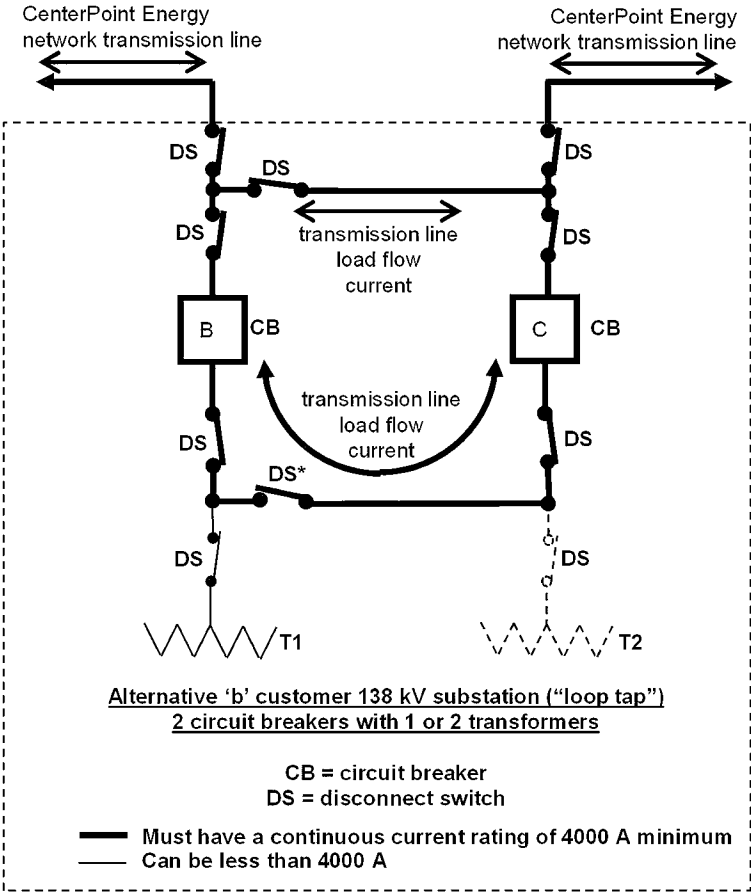 CenterPoint Energy
network transmission line
CenterPoint Energy
network transmission line
DS
DS
DS
DS
transmission line
load flow
current
DS
B
CB
C
CB
transmission line
load flow
current
DS
DS
DS*
DS
DS
T1
T2
Alternative ‘b’ customer 138 kV substation (“loop tap”)
2 circuit breakers with 1 or 2 transformers
CB = circuit breaker
DS = disconnect switch
Must have a continuous current rating of 4000 A minimum
Can be less than 4000 A